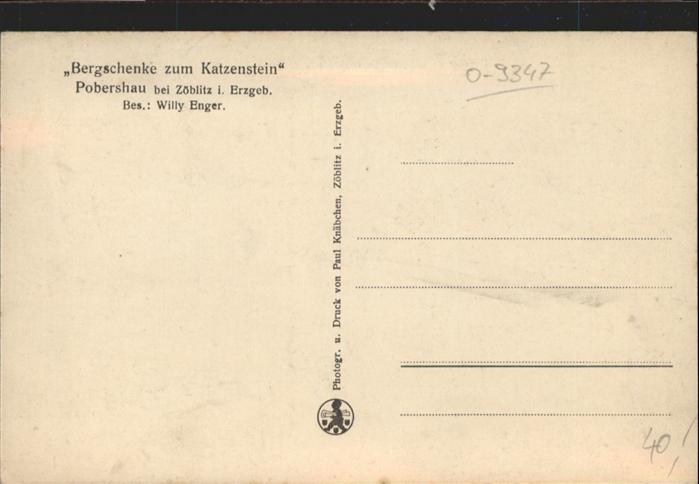 „Bergschenke zum Katzenstein“
Pobershau bei Zöblitz i. Erzgeb.
Bes.: Willy Enger.
Photogr. u. Druck von Paul Knäbchen, Zöblitz i. Erzgeb.
O-9347
40,/